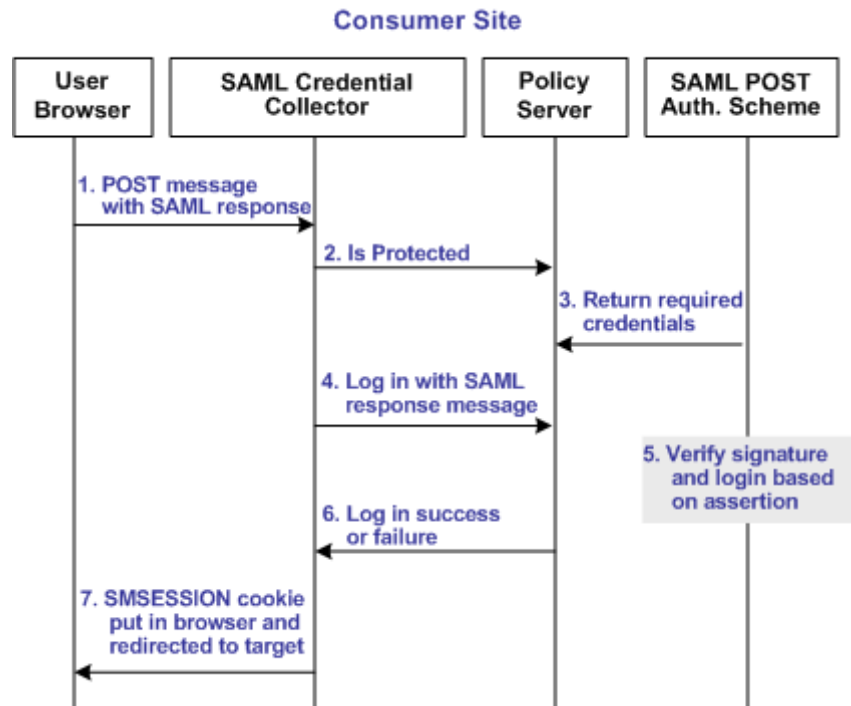 Consumer Site
User
Browser
SAML Credential
Collector
Policy
Server
SAML POST
Auth. Scheme
1. POST message
with SAML response
2. Is Protected
3. Return required
credentials
4. Log in with SAML
response message
5. Verify signature
and login based
on assertion
6. Log in success
or failure
7. SMSESSION cookie
put in browser and
redirected to target